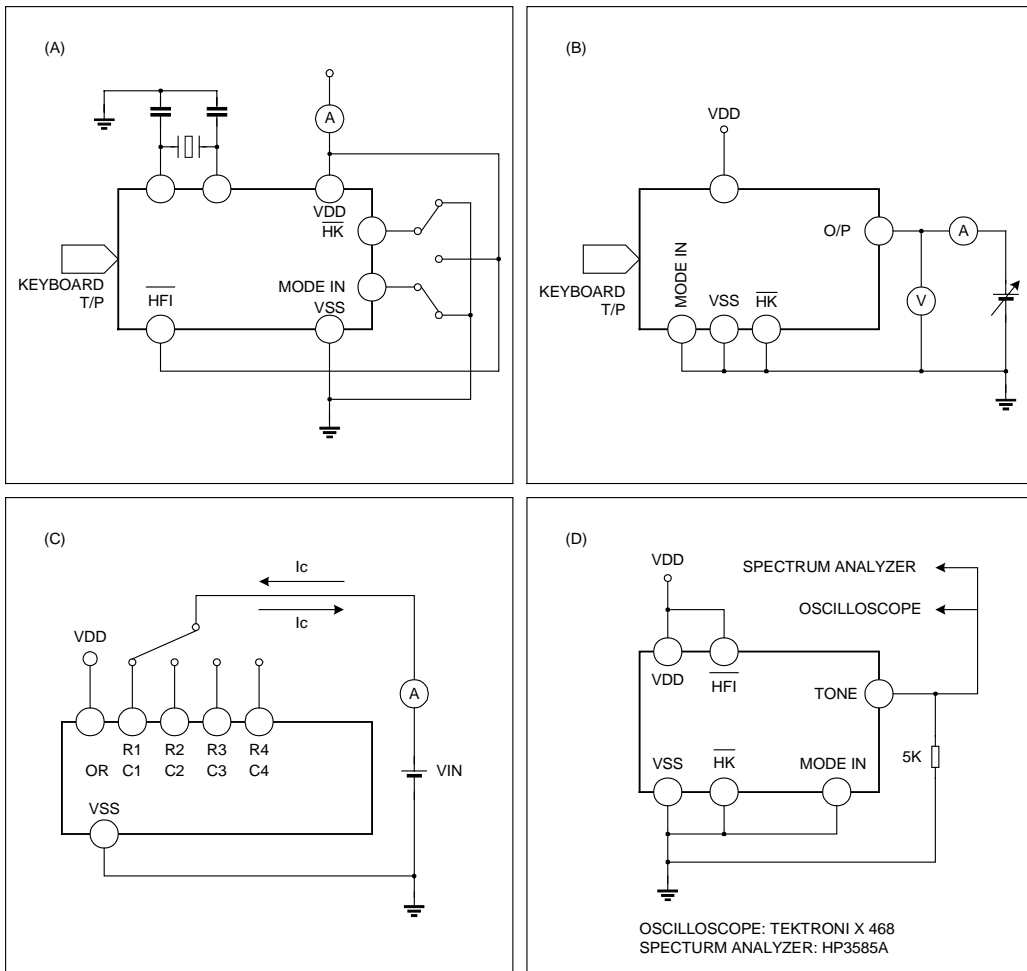 (A)
A
VDD
HK
MODE IN
VSS
KEYBOARD
T/P
HFI
(B)
VDD
O/P
A
V
KEYBOARD
T/P
MODE IN
VSS
HK
(C)
Ic
Ic
VDD
A
R1 R2 R3 R4
OR C1 C2 C3 C4
VIN
VSS
(D)
VDD
SPECTRUM ANALYZER
OSCILLOSCOPE
VDD
HFI
TONE
5K
VSS
HK
MODE IN
OSCILLOSCOPE: TEKTRONI X 468
SPECTURM ANALYZER: HP3585A